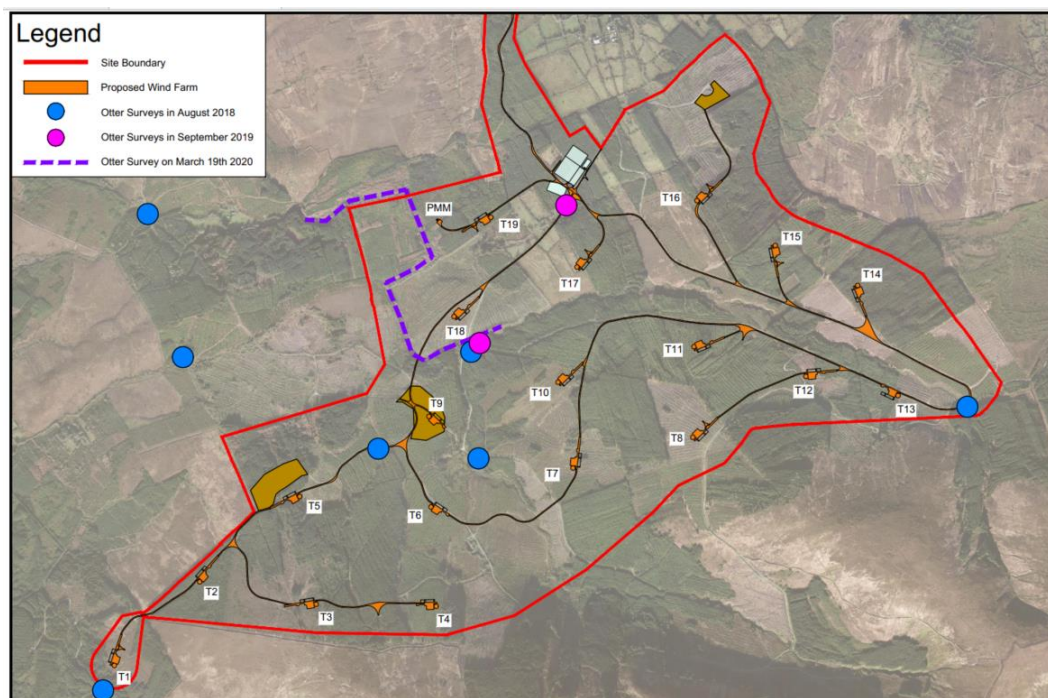 Legend
Site Boundary
Proposed Wind Farm
Otter Surveys in August 2018
Otter Surveys in September 2019
Otter Survey on March 19th 2020
T16
PMM
T19
T15
T17
T14
T18
T11
T10
T12
T13
T9
T8
T7
T5
T6
T2
T3
T4
T1